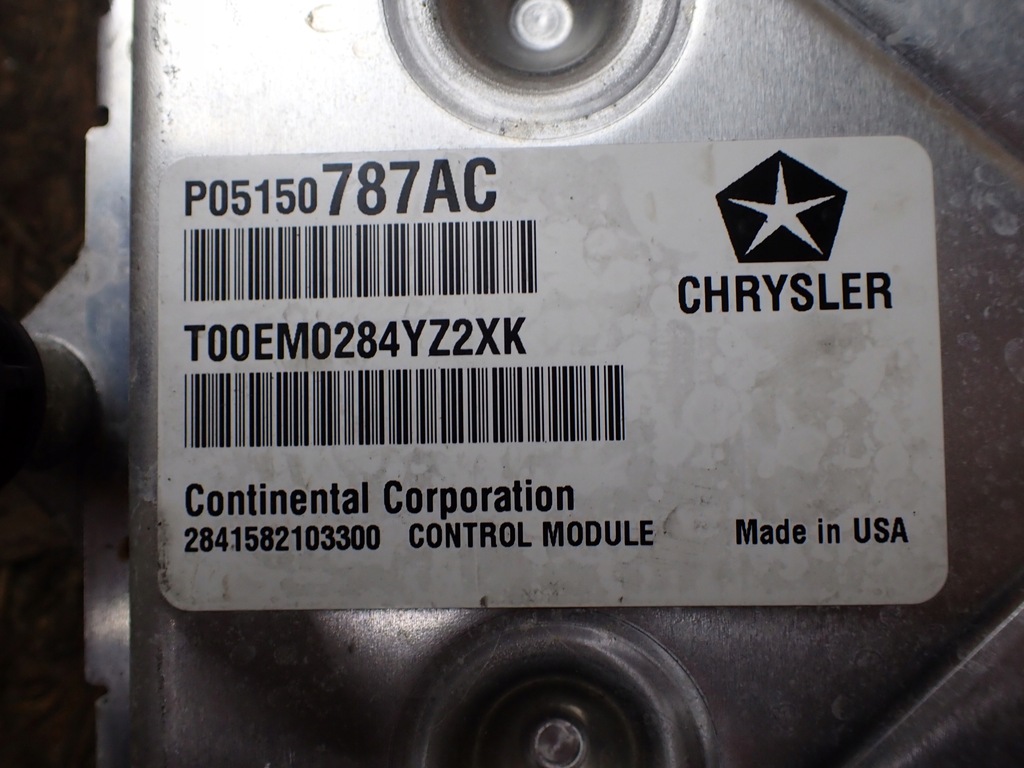 P05150787AC
CHRYSLER
T00EM0284YZ2XK
Continental Corporation
2841582103300 CONTROL MODULE Made in USA